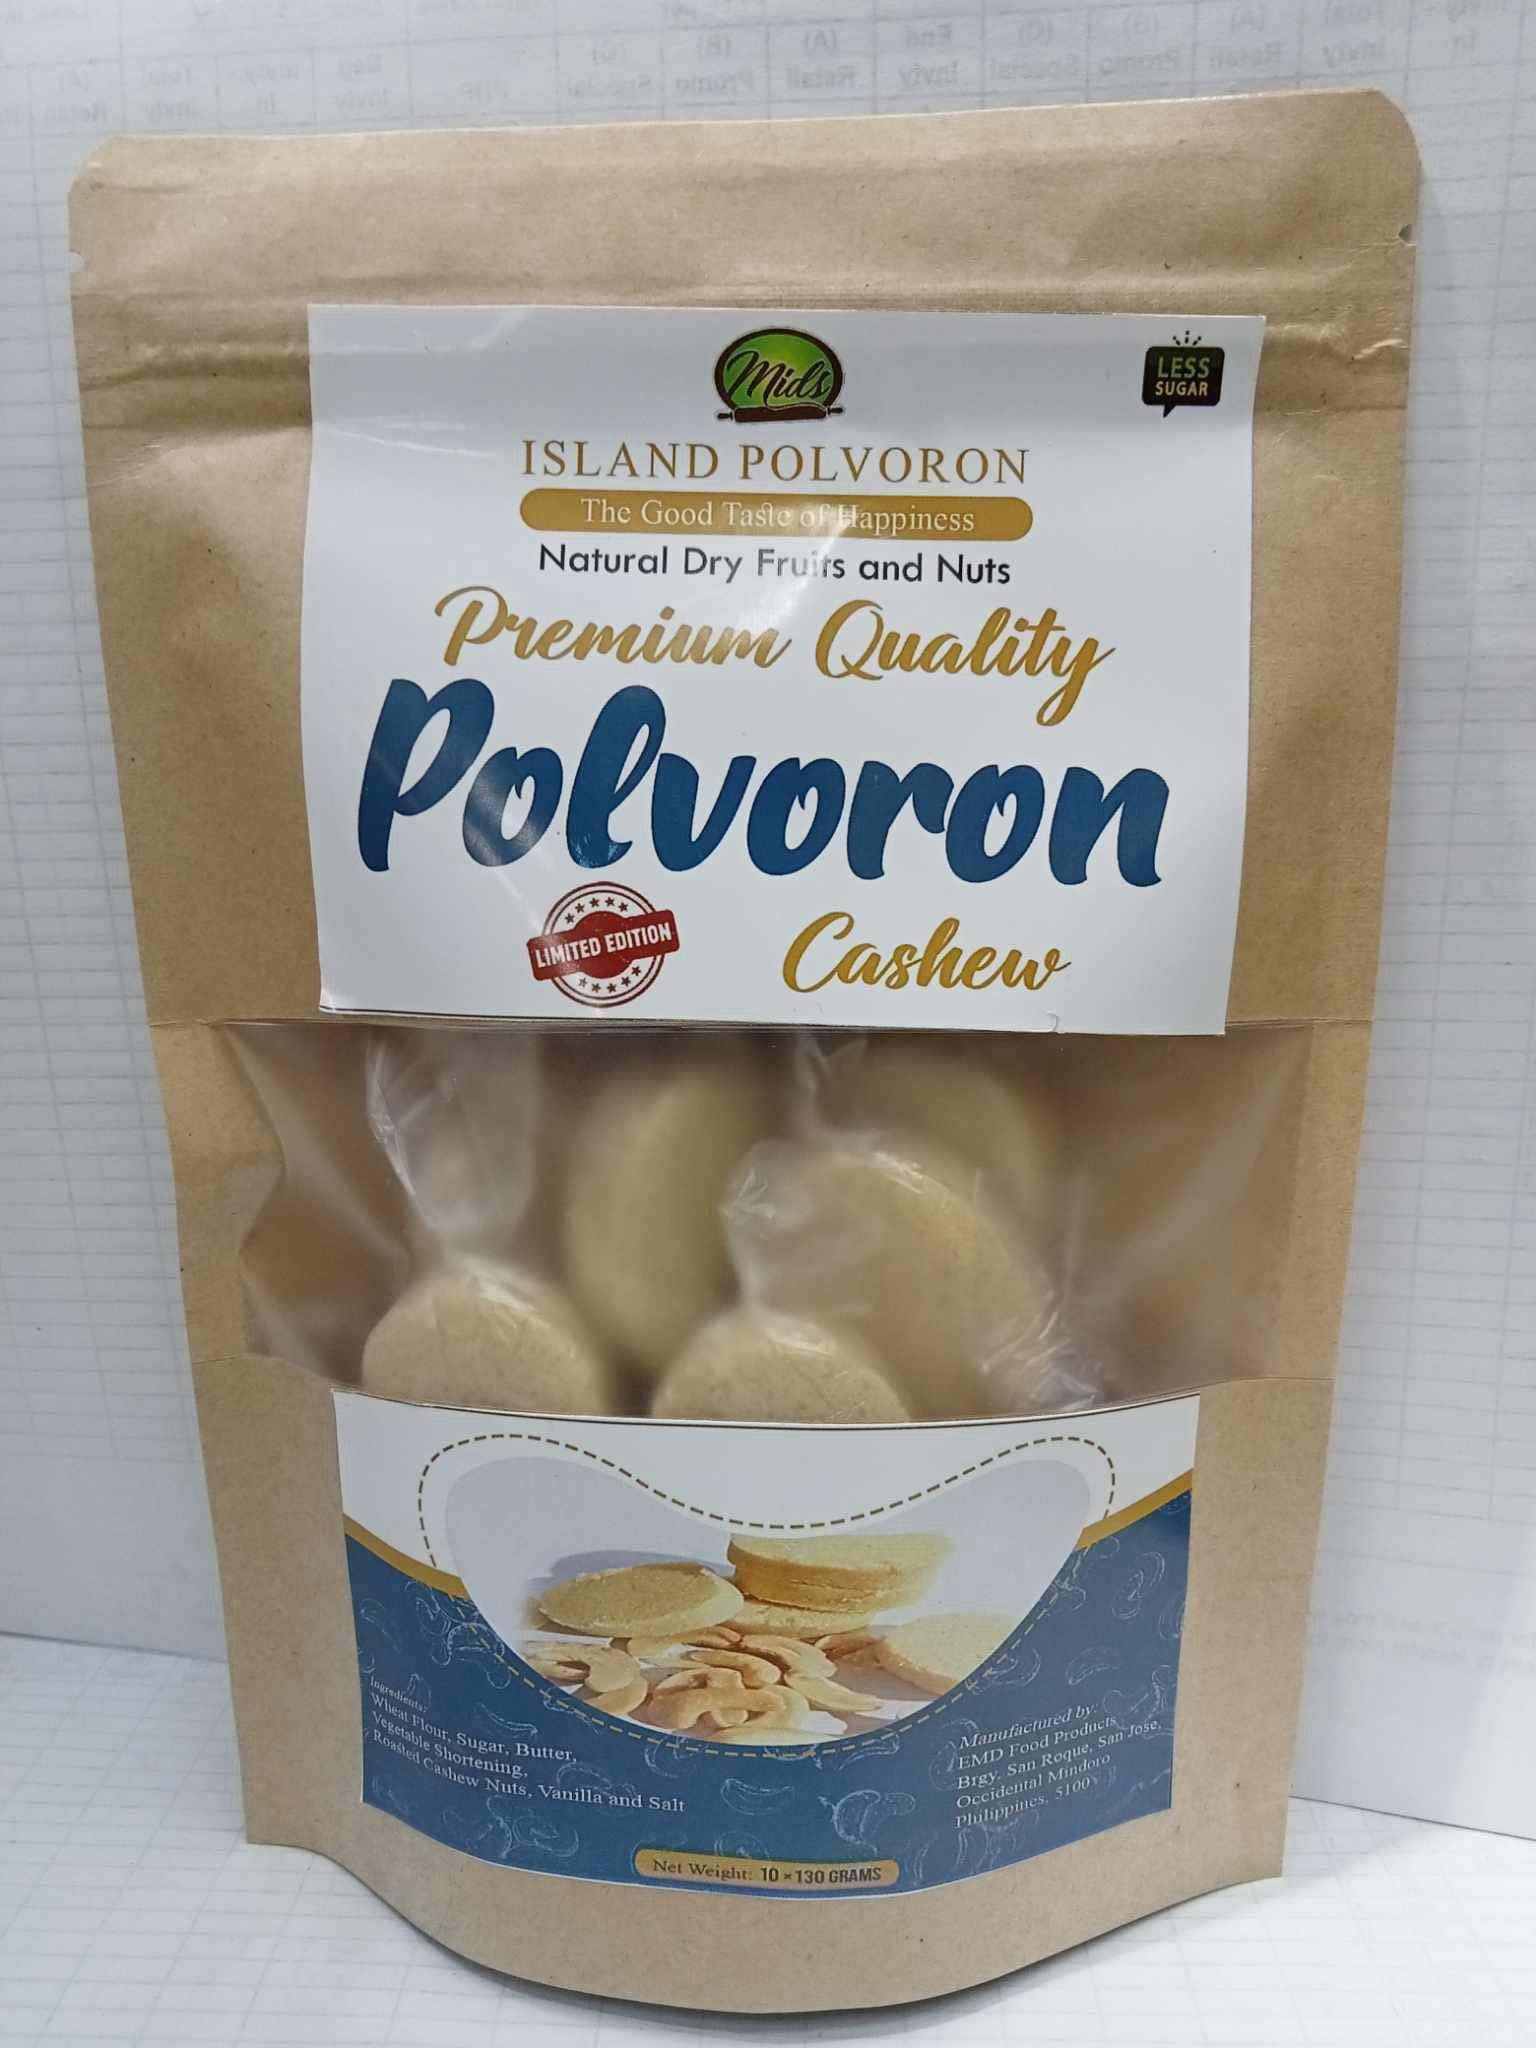 Mids
LESS
SUGAR
ISLAND POLVORON
The Good Taste of Happiness
Natural Dry Fruits and Nuts
Premium Quality
Polvoron
LIMITED EDITION
Cashew
Ingredients:
Wheat Flour, Sugar, Butter,
Vegetable Shortening,
Roasted Cashew Nuts, Vanilla and Salt
Manufactured by:
EMD Food Products
Brgy. San Roque, San Jose,
Occidental Mindoro
Philippines, 5100
Net Weight: 10 × 130 GRAMS